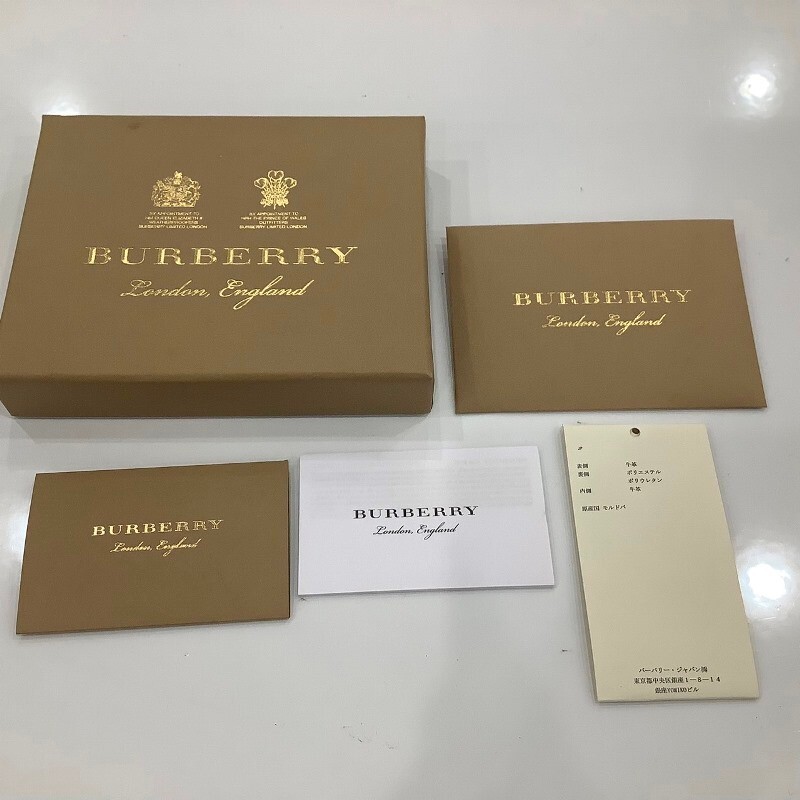 BY APPOINTMENT TO
HM QUEEN ELIZABETH II
WEATHERPROOFERS
BURBERRY LIMITED LONDON
BY APPOINTMENT TO
HRH THE PRINCE OF WALES
OUTFITTERS
BURBERRY LIMITED LONDON
BURBERRY
London, England
BURBERRY
London, England
BURBERRY
London, England
BURBERRY
London, England
表側 牛革
裏側 ポリエステル
ポリウレタン
内側 牛革
原産国 モルドバ
バーバリー・ジャパン㈱
東京都中央区銀座1－8－14
銀座YOMIKOビル